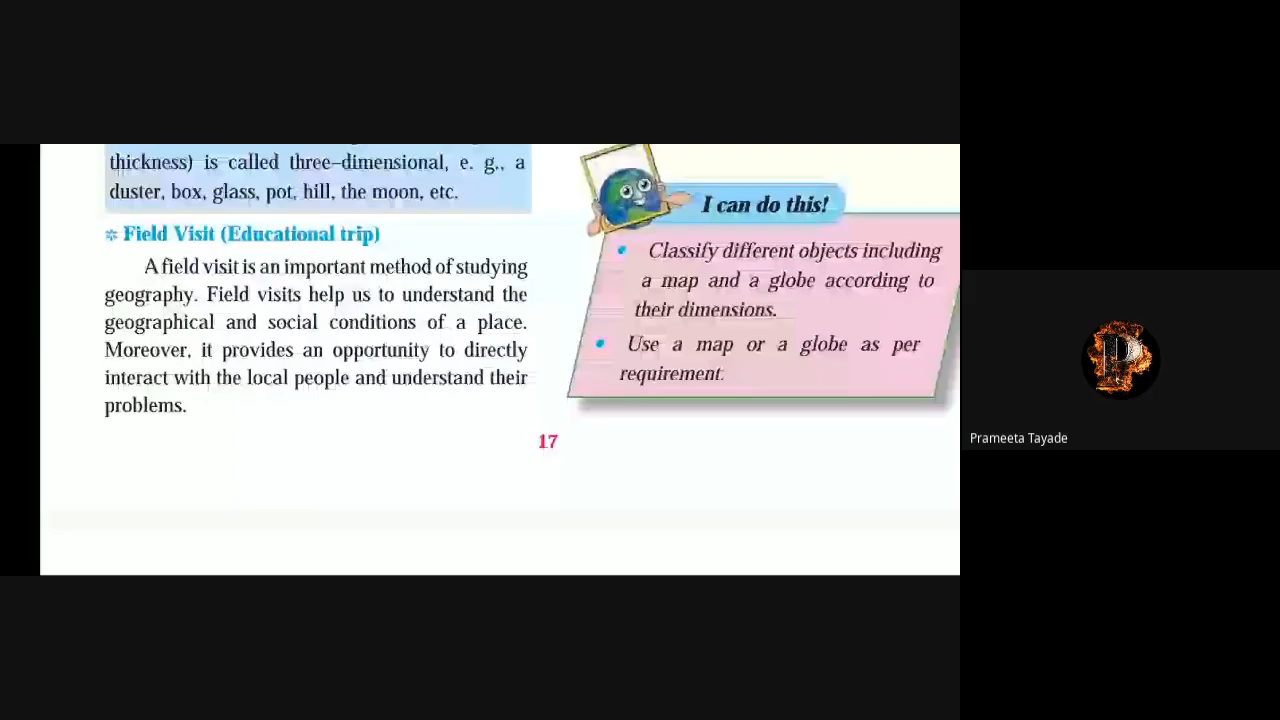 thickness) is called three–dimensional, e. g., a
duster, box, glass, pot, hill, the moon, etc.
✲ Field Visit (Educational trip)
A field visit is an important method of studying
geography. Field visits help us to understand the
geographical and social conditions of a place.
Moreover, it provides an opportunity to directly
interact with the local people and understand their
problems.
I can do this!
• Classify different objects including
a map and a globe according to
their dimensions.
• Use a map or a globe as per
requirement.
17
P
Prameeta Tayade